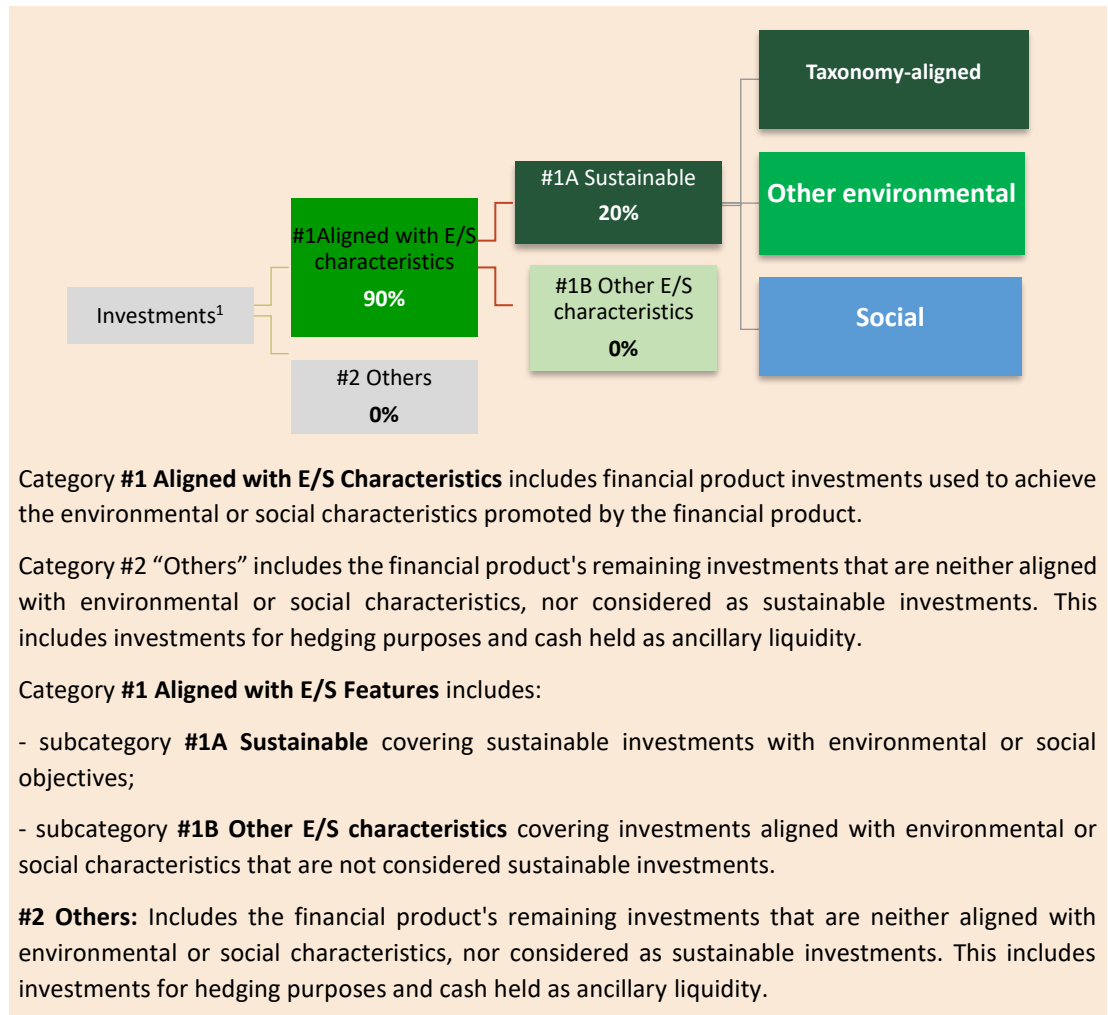 Taxonomy-aligned
#1A Sustainable
20%
Other environmental
#1Aligned with E/S
characteristics
90%
#1B Other E/S
characteristics
0%
Investments1
Social
#2 Others
0%
Category #1 Aligned with E/S Characteristics includes financial product investments used to achieve
the environmental or social characteristics promoted by the financial product.
Category #2 “Others” includes the financial product's remaining investments that are neither aligned
with environmental or social characteristics, nor considered as sustainable investments. This
includes investments for hedging purposes and cash held as ancillary liquidity.
Category #1 Aligned with E/S Features includes:
- subcategory #1A Sustainable covering sustainable investments with environmental or social
objectives;
- subcategory #1B Other E/S characteristics covering investments aligned with environmental or
social characteristics that are not considered sustainable investments.
#2 Others: Includes the financial product's remaining investments that are neither aligned with
environmental or social characteristics, nor considered as sustainable investments. This includes
investments for hedging purposes and cash held as ancillary liquidity.